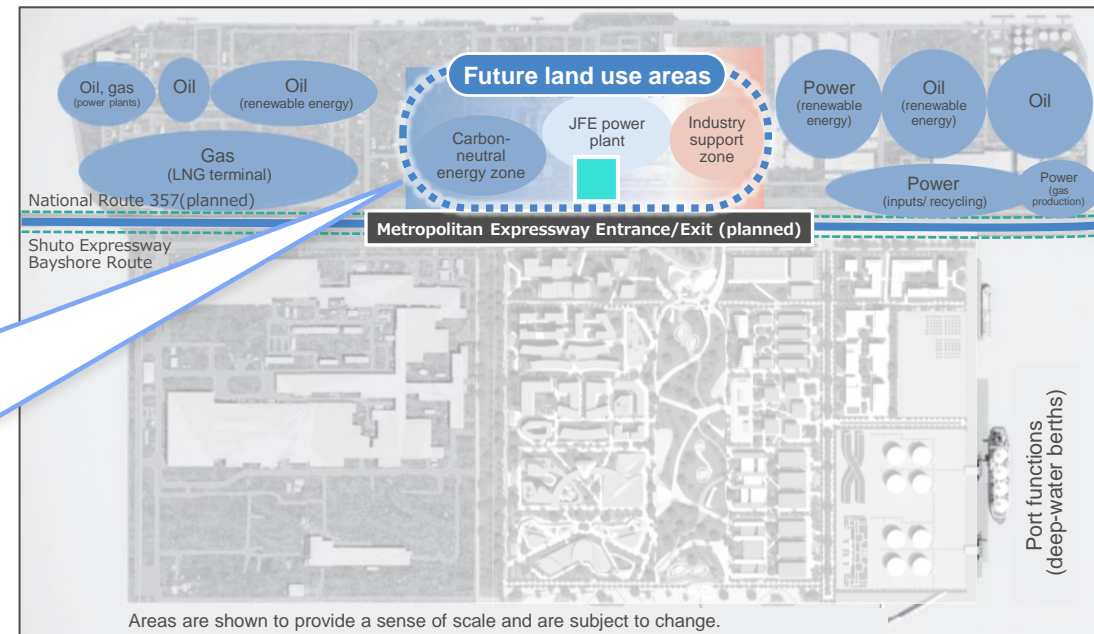 Future land use areas
Oil, gas
(power plants)
Oil
Oil
(renewable energy)
Gas
(LNG terminal)
Carbon-
neutral
energy zone
JFE power
plant
Industry
support
zone
Power
(renewable
energy)
Oil
(renewable
energy)
Oil
Power
(inputs/ recycling)
Power
(gas
production)
National Route 357(planned)
Metropolitan Expressway Entrance/Exit (planned)
Shuto Expressway
Bayshore Route
Port functions
(deep-water berths)
Areas are shown to provide a sense of scale and are subject to change.